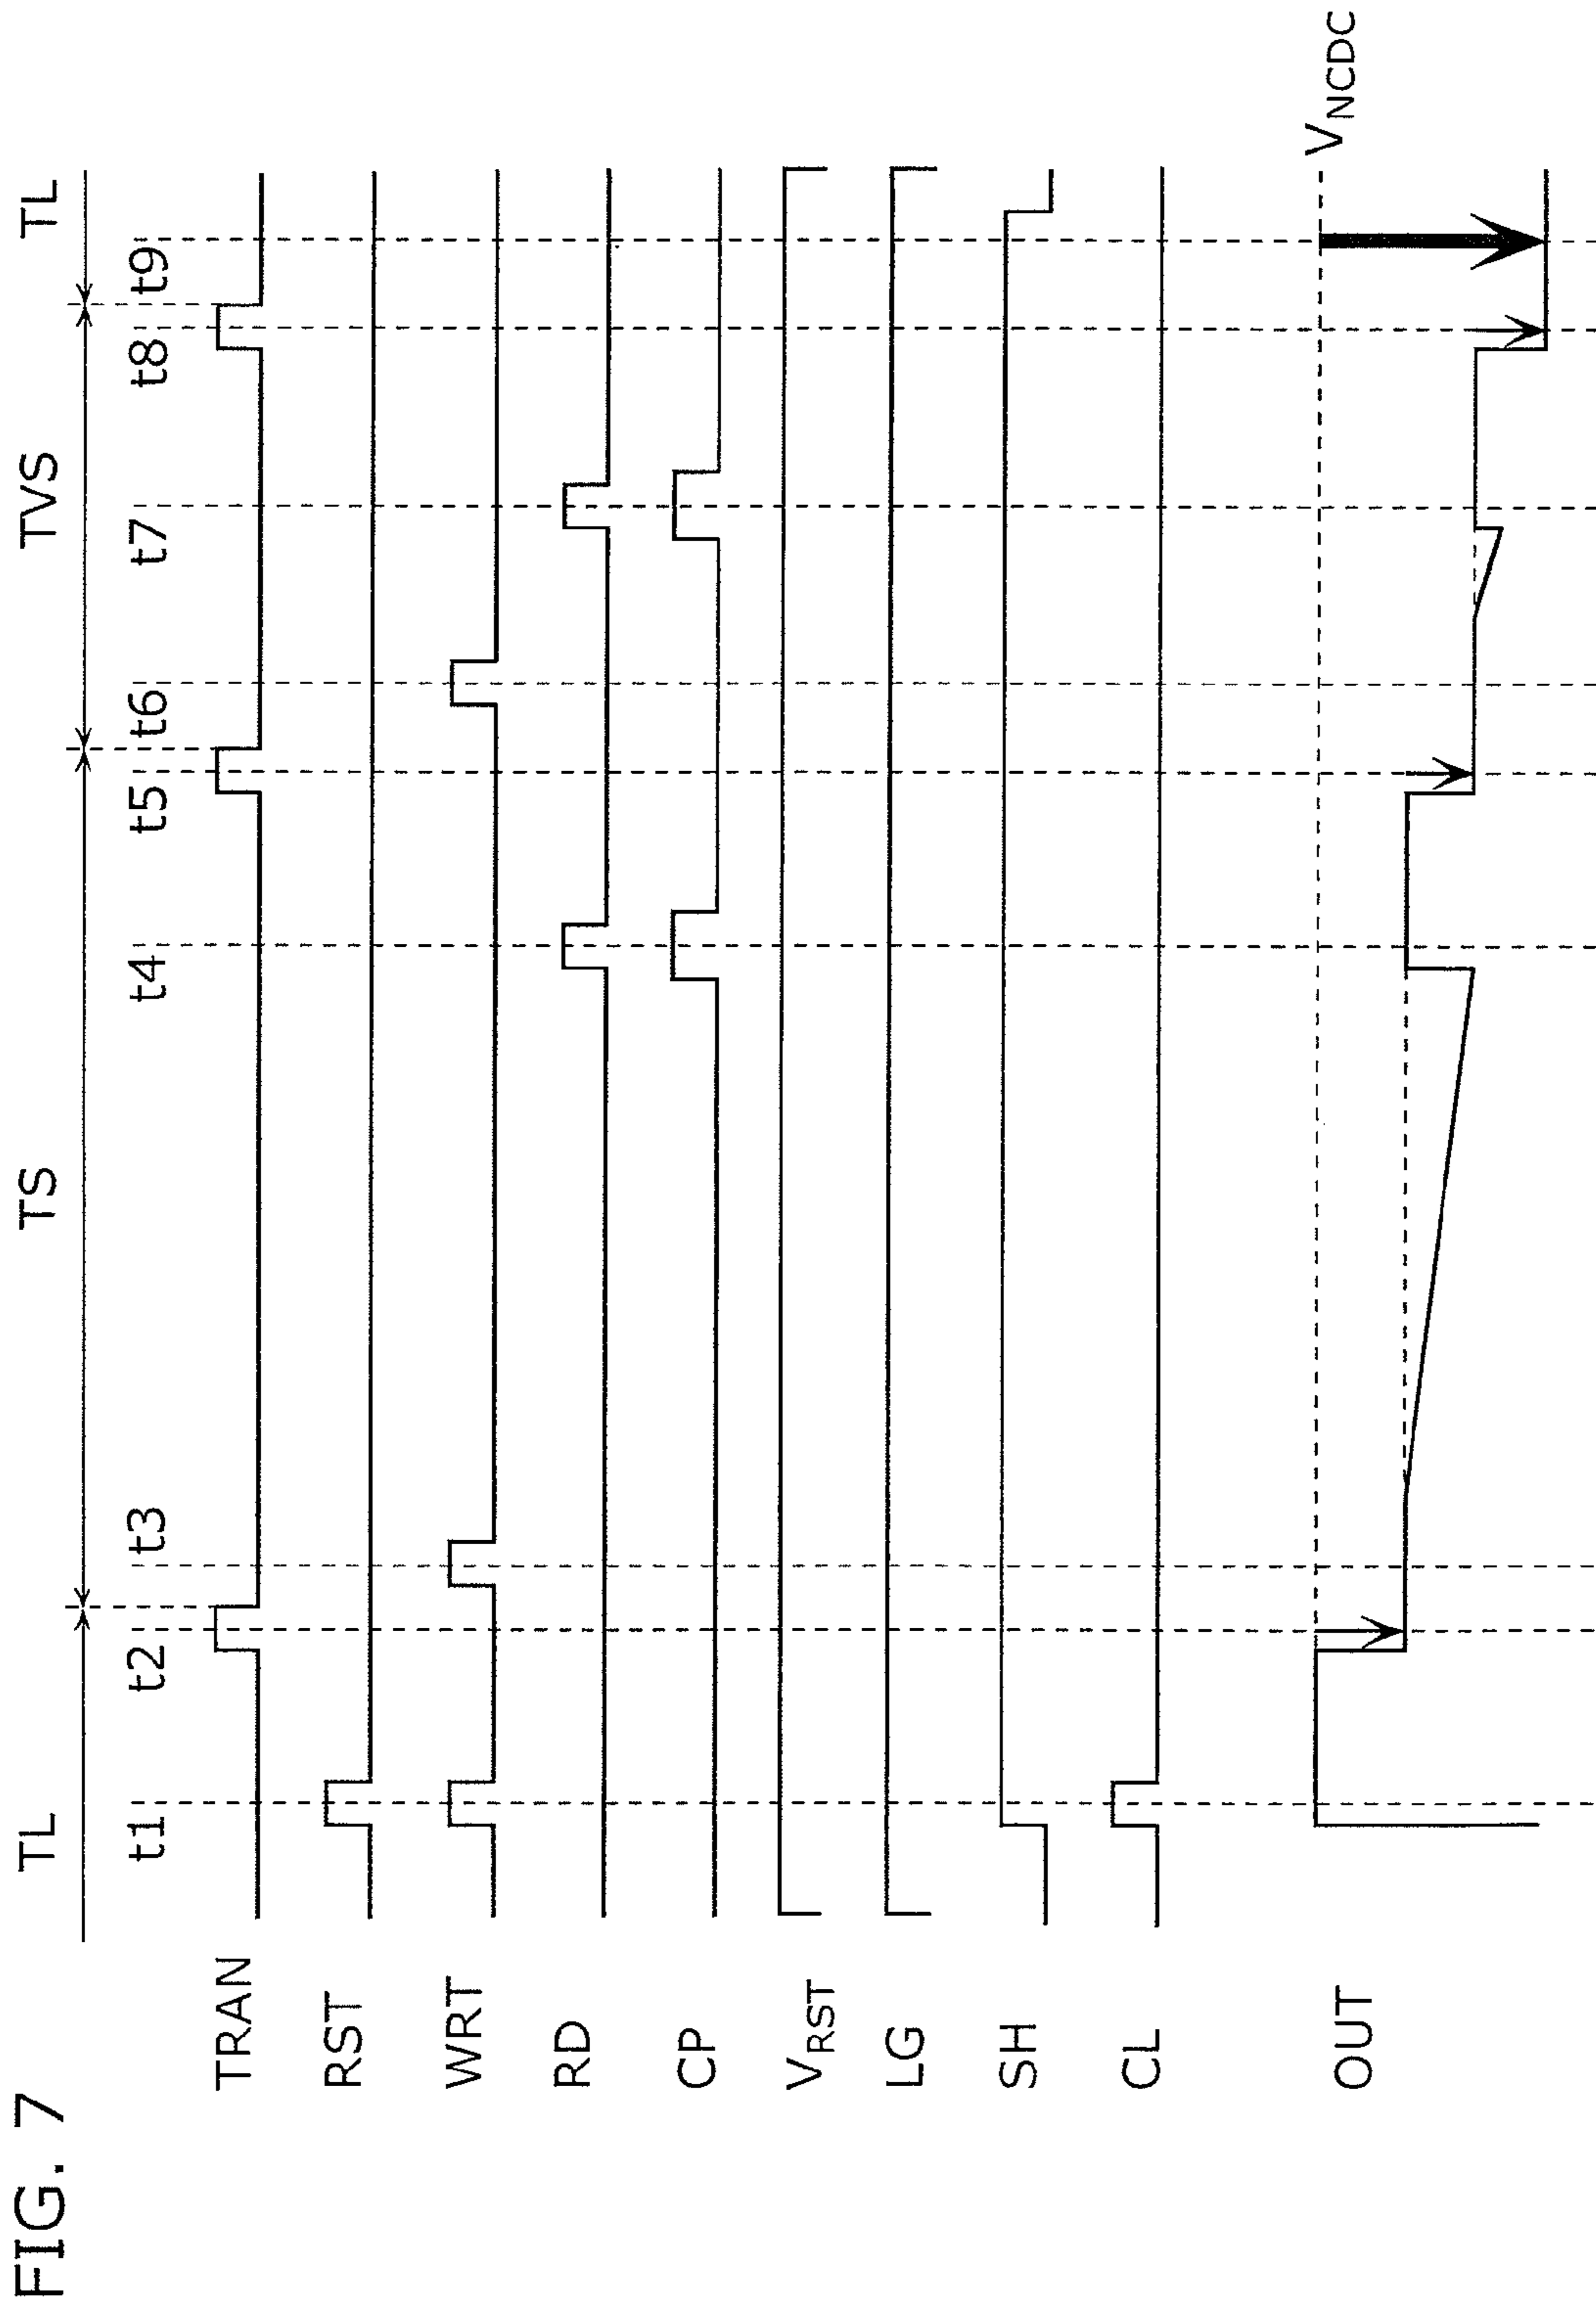 FIG. 7
TL TS TVS TL
t1 t2 t3 t4 t5 t6 t7 t8 t9
TRAN
RST
WRT
RD
CP
VRST
LG
SH
CL
VNCDC
OUT